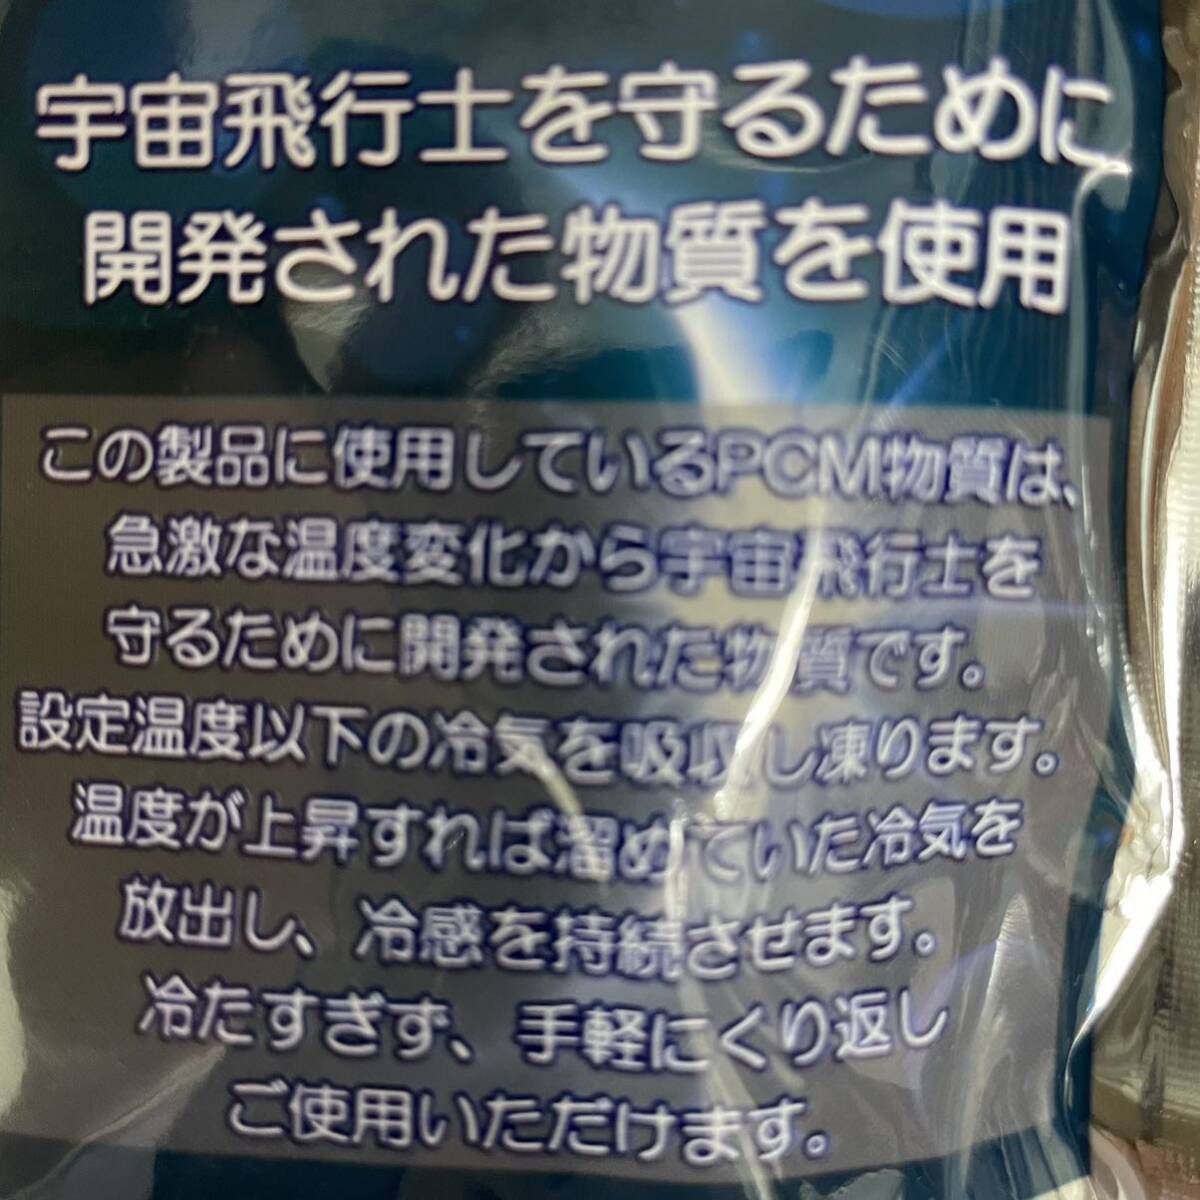 宇宙飛行士を守るために
開発された物質を使用
この製品に使用しているPCM物質は、
急激な温度変化から宇宙飛行士を
守るために開発された物質です。
設定温度以下の冷気を吸収し凍ります。
温度が上昇すれば溜めていた冷気を
放出し、冷感を持続させます。
冷たすぎず、手軽にくり返し
ご使用いただけます。